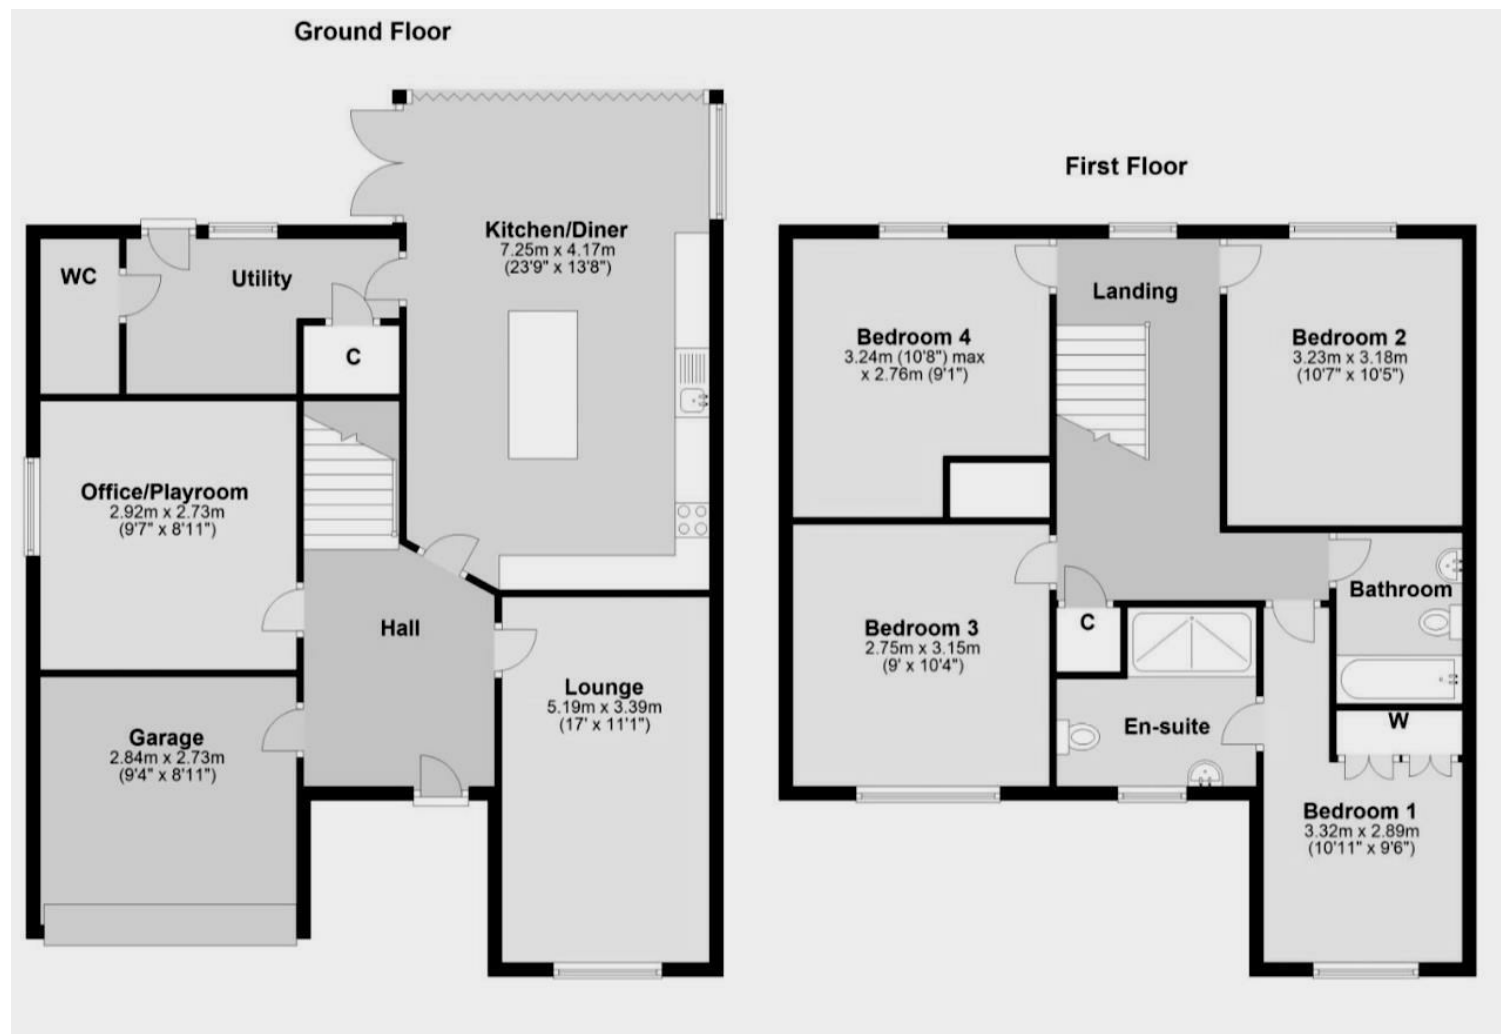 Ground Floor
Kitchen/Diner
7.25m x 4.17m
(23'9" x 13'8")
WC
Utility
C
Office/Playroom
2.92m x 2.73m
(9'7" x 8'11")
Hall
Lounge
5.19m x 3.39m
(17' x 11'1")
Garage
2.84m x 2.73m
(9'4" x 8'11")
First Floor
Landing
Bedroom 4
3.24m (10'8") max
x 2.76m (9'1")
Bedroom 2
3.23m x 3.18m
(10'7" x 10'5")
Bedroom 3
2.75m x 3.15m
(9' x 10'4")
C
Bathroom
En-suite
W
Bedroom 1
3.32m x 2.89m
(10'11" x 9'6")